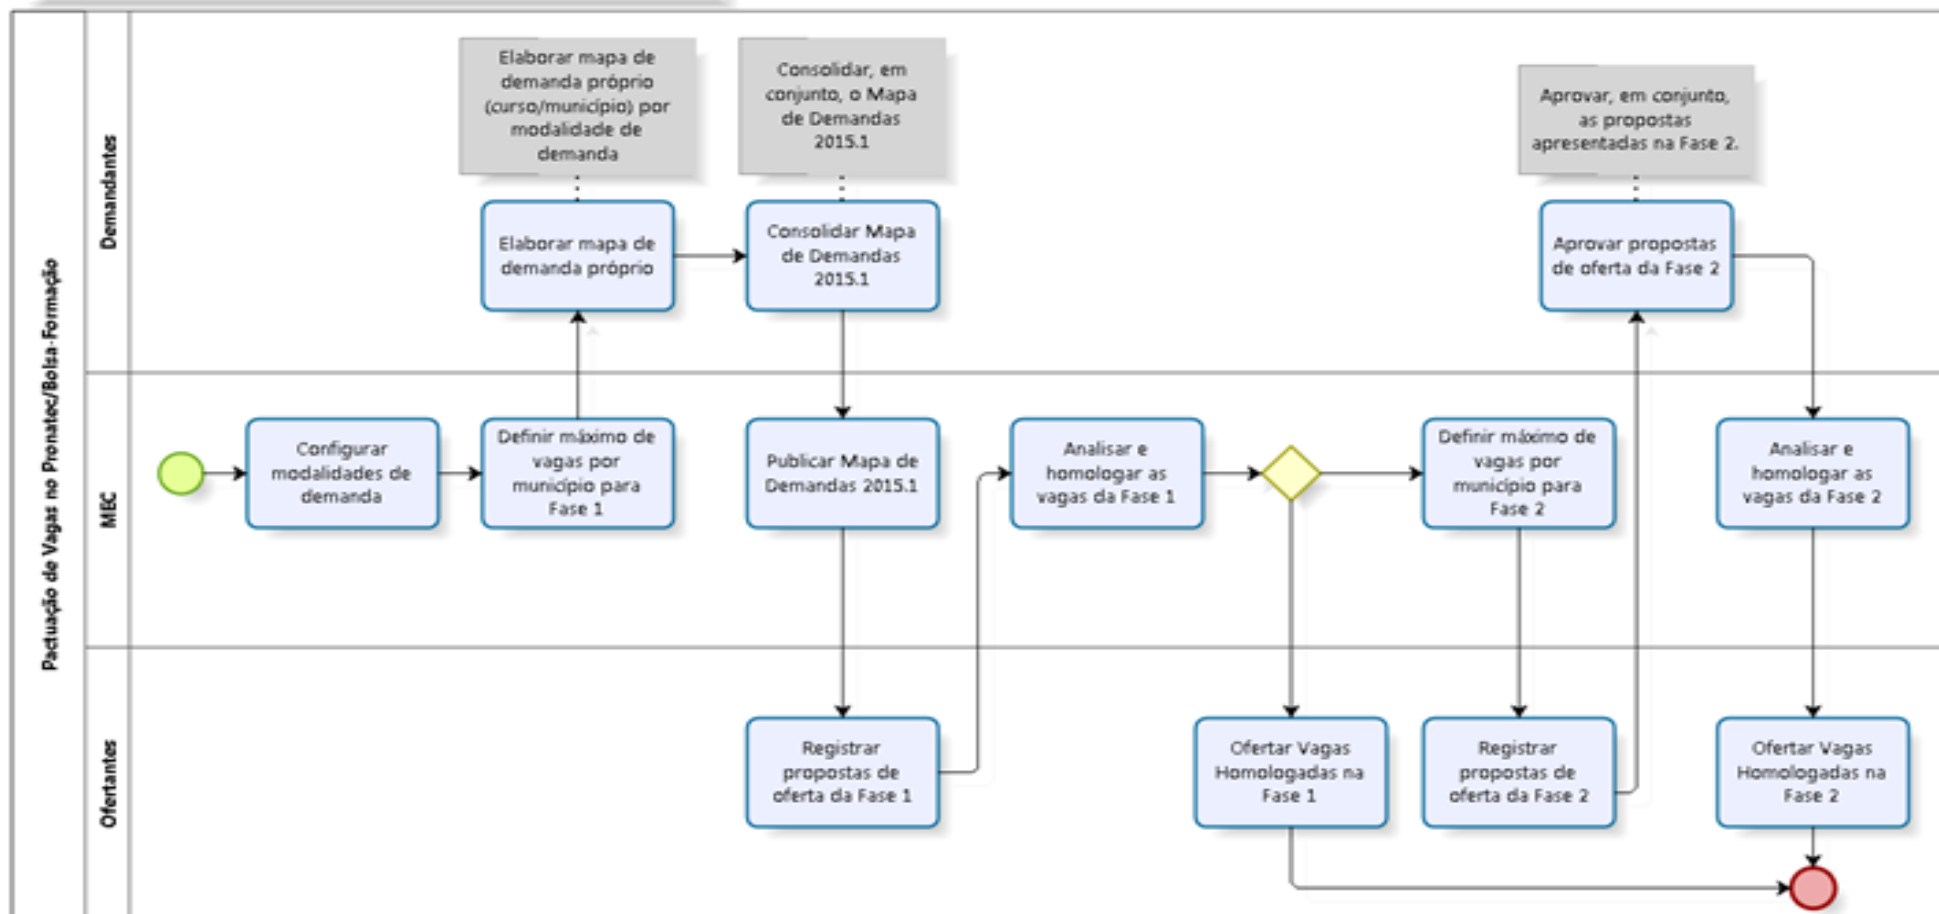 Pactuação de Vagas no Pronatec/Bolsa-Formação
Demandantes
Elaborar mapa de
demanda próprio
(curso/município) por
modalidade de
demanda
Consolidar, em
conjunto, o Mapa
de Demandas
2015.1
Aprovar, em conjunto,
as propostas
apresentadas na Fase 2.
Elaborar mapa de
demanda próprio
Consolidar Mapa
de Demandas
2015.1
Aprovar propostas
de oferta da Fase 2
MEC
Configurar
modalidades de
demanda
Definir máximo de
vagas por
município para
Fase 1
Publicar Mapa de
Demandas 2015.1
Analisar e
homologar as
vagas da Fase 1
Definir máximo de
vagas por
município para
Fase 2
Analisar e
homologar as
vagas da Fase 2
Ofertantes
Registrar
propostas de
oferta da Fase 1
Ofertar Vagas
Homologadas na
Fase 1
Registrar
propostas de
oferta da Fase 2
Ofertar Vagas
Homologadas na
Fase 2